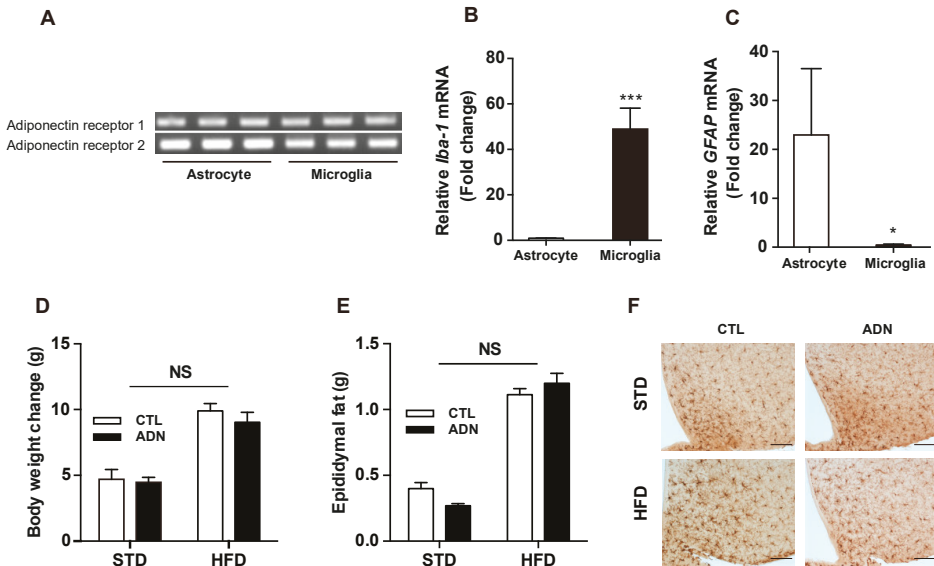 A
Adiponectin receptor 1
Adiponectin receptor 2
Astrocyte Microglia
B
Relative Iba-1 mRNA
(Fold change)
80
60
40
20
0
***
Astrocyte Microglia
C
Relative GFAP mRNA
(Fold change)
40
30
20
10
0
*
Astrocyte Microglia
D
Body weight change (g)
15
10
5
0
NS
CTL
ADN
STD HFD
E
Epididymal fat (g)
1.5
1.0
0.5
0.0
NS
CTL
ADN
STD HFD
F
CTL ADN
STD
HFD